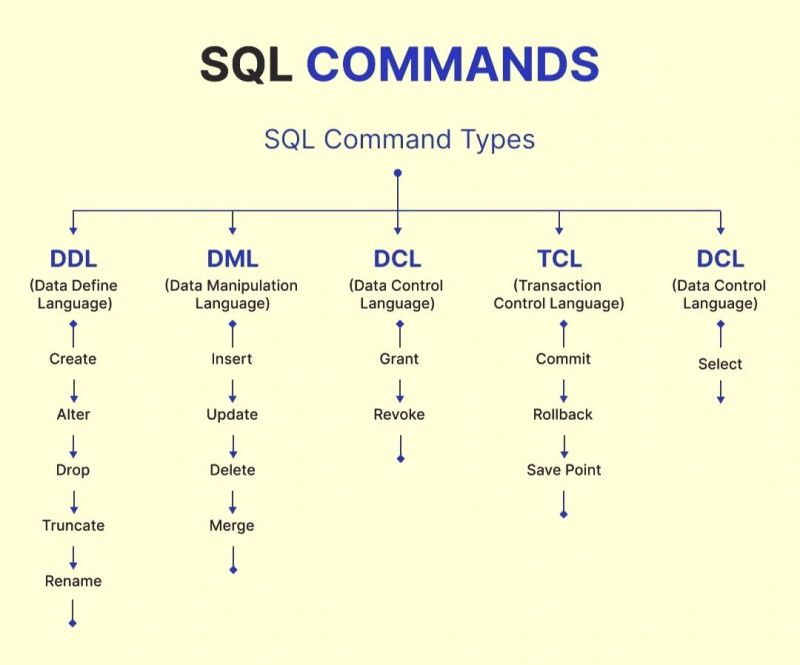 SQL COMMANDS
SQL Command Types
DDL
(Data Define
Language)
Create
Alter
Drop
Truncate
Rename
DML
(Data Manipulation
Language)
Insert
Update
Delete
Merge
DCL
(Data Control
Language)
Grant
Revoke
TCL
(Transaction
Control Language)
Commit
Rollback
Save Point
DCL
(Data Control
Language)
Select